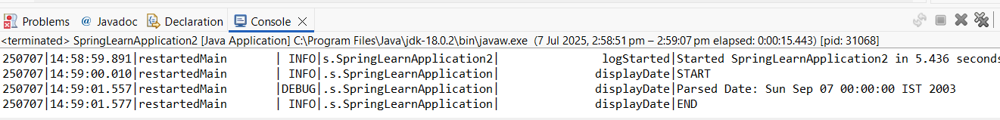 Problems @ Javadoc Declaration Console
<terminated> SpringLearnApplication2 [Java Application] C:\Program Files\Java\jdk-18.0.2\bin\javaw.exe (7 Jul 2025, 2:58:51 pm – 2:59:07 pm elapsed: 0:00:15.443) [pid: 31068]
250707|14:58:59.891|restartedMain        | INFO|s.SpringLearnApplication2|                logStarted|Started SpringLearnApplication2 in 5.436 seconds
250707|14:59:00.010|restartedMain        | INFO|.s.SpringLearnApplication|               displayDate|START
250707|14:59:01.557|restartedMain        |DEBUG|.s.SpringLearnApplication|               displayDate|Parsed Date: Sun Sep 07 00:00:00 IST 2003
250707|14:59:01.577|restartedMain        | INFO|.s.SpringLearnApplication|               displayDate|END